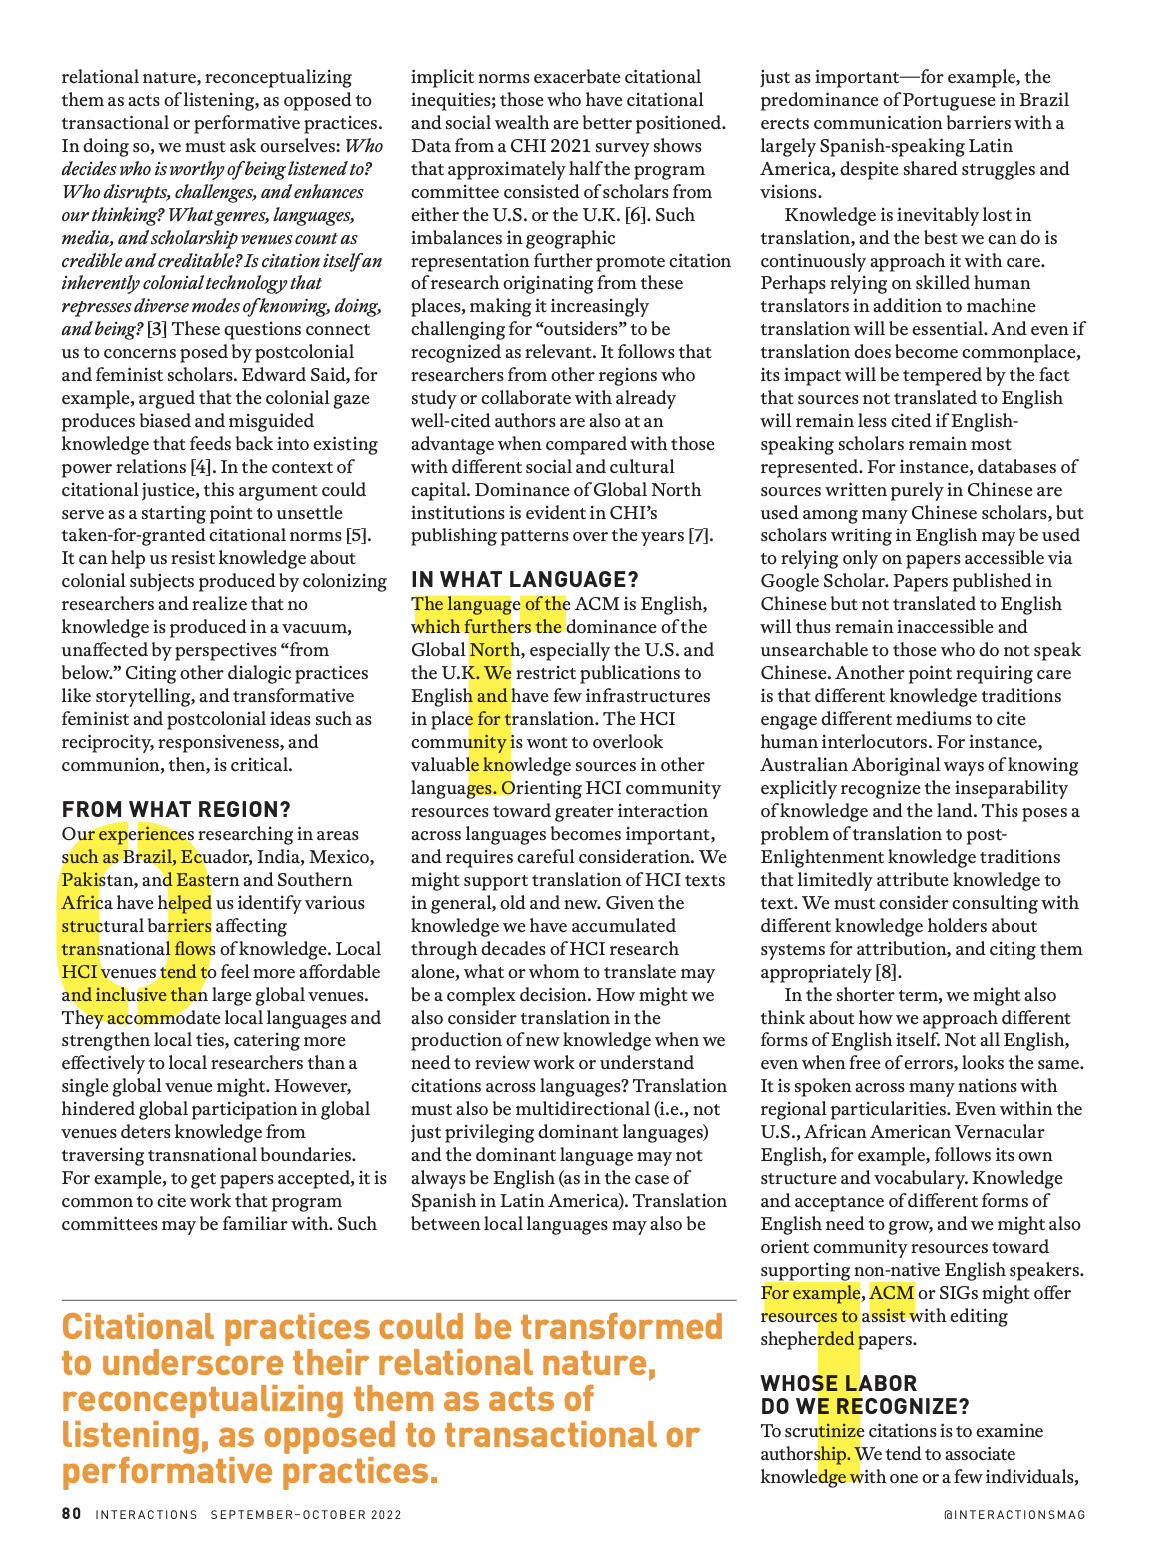 relational nature, reconceptualizing
them as acts of listening, as opposed to
transactional or performative practices.
In doing so, we must ask ourselves: Who
decides who is worthy of being listened to?
Who disrupts, challenges, and enhances
our thinking? What genres, languages,
media, and scholarship venues count as
credible and creditable? Is citation itself an
inherently colonial technology that
represses diverse modes of knowing, doing,
and being? [3] These questions connect
us to concerns posed by postcolonial
and feminist scholars. Edward Said, for
example, argued that the colonial gaze
produces biased and misguided
knowledge that feeds back into existing
power relations [4]. In the context of
citational justice, this argument could
serve as a starting point to unsettle
taken-for-granted citational norms [5].
It can help us resist knowledge about
colonial subjects produced by colonizing
researchers and realize that no
knowledge is produced in a vacuum,
unaffected by perspectives “from
below.” Citing other dialogic practices
like storytelling, and transformative
feminist and postcolonial ideas such as
reciprocity, responsiveness, and
communion, then, is critical.
FROM WHAT REGION?
Our experiences researching in areas
such as Brazil, Ecuador, India, Mexico,
Pakistan, and Eastern and Southern
Africa have helped us identify various
structural barriers affecting
transnational flows of knowledge. Local
HCI venues tend to feel more affordable
and inclusive than large global venues.
They accommodate local languages and
strengthen local ties, catering more
effectively to local researchers than a
single global venue might. However,
hindered global participation in global
venues deters knowledge from
traversing transnational boundaries.
For example, to get papers accepted, it is
common to cite work that program
committees may be familiar with. Such
implicit norms exacerbate citational
inequities; those who have citational
and social wealth are better positioned.
Data from a CHI 2021 survey shows
that approximately half the program
committee consisted of scholars from
either the U.S. or the U.K. [6]. Such
imbalances in geographic
representation further promote citation
of research originating from these
places, making it increasingly
challenging for “outsiders” to be
recognized as relevant. It follows that
researchers from other regions who
study or collaborate with already
well-cited authors are also at an
advantage when compared with those
with different social and cultural
capital. Dominance of Global North
institutions is evident in CHI’s
publishing patterns over the years [7].
IN WHAT LANGUAGE?
The language of the ACM is English,
which furthers the dominance of the
Global North, especially the U.S. and
the U.K. We restrict publications to
English and have few infrastructures
in place for translation. The HCI
community is wont to overlook
valuable knowledge sources in other
languages. Orienting HCI community
resources toward greater interaction
across languages becomes important,
and requires careful consideration. We
might support translation of HCI texts
in general, old and new. Given the
knowledge we have accumulated
through decades of HCI research
alone, what or whom to translate may
be a complex decision. How might we
also consider translation in the
production of new knowledge when we
need to review work or understand
citations across languages? Translation
must also be multidirectional (i.e., not
just privileging dominant languages)
and the dominant language may not
always be English (as in the case of
Spanish in Latin America). Translation
between local languages may also be
just as important—for example, the
predominance of Portuguese in Brazil
erects communication barriers with a
largely Spanish-speaking Latin
America, despite shared struggles and
visions.
Knowledge is inevitably lost in
translation, and the best we can do is
continuously approach it with care.
Perhaps relying on skilled human
translators in addition to machine
translation will be essential. And even if
translation does become commonplace,
its impact will be tempered by the fact
that sources not translated to English
will remain less cited if English-
speaking scholars remain most
represented. For instance, databases of
sources written purely in Chinese are
used among many Chinese scholars, but
scholars writing in English may be used
to relying only on papers accessible via
Google Scholar. Papers published in
Chinese but not translated to English
will thus remain inaccessible and
unsearchable to those who do not speak
Chinese. Another point requiring care
is that different knowledge traditions
engage different mediums to cite
human interlocutors. For instance,
Australian Aboriginal ways of knowing
explicitly recognize the inseparability
of knowledge and the land. This poses a
problem of translation to post-
Enlightenment knowledge traditions
that limitedly attribute knowledge to
text. We must consider consulting with
different knowledge holders about
systems for attribution, and citing them
appropriately [8].
In the shorter term, we might also
think about how we approach different
forms of English itself. Not all English,
even when free of errors, looks the same.
It is spoken across many nations with
regional particularities. Even within the
U.S., African American Vernacular
English, for example, follows its own
structure and vocabulary. Knowledge
and acceptance of different forms of
English need to grow, and we might also
orient community resources toward
supporting non-native English speakers.
For example, ACM or SIGs might offer
resources to assist with editing
shepherded papers.
WHOSE LABOR
DO WE RECOGNIZE?
To scrutinize citations is to examine
authorship. We tend to associate
knowledge with one or a few individuals,
Citational practices could be transformed
to underscore their relational nature,
reconceptualizing them as acts of
listening, as opposed to transactional or
performative practices.
80 INTERACTIONS SEPTEMBER–OCTOBER 2022
@INTERACTIONSMAG